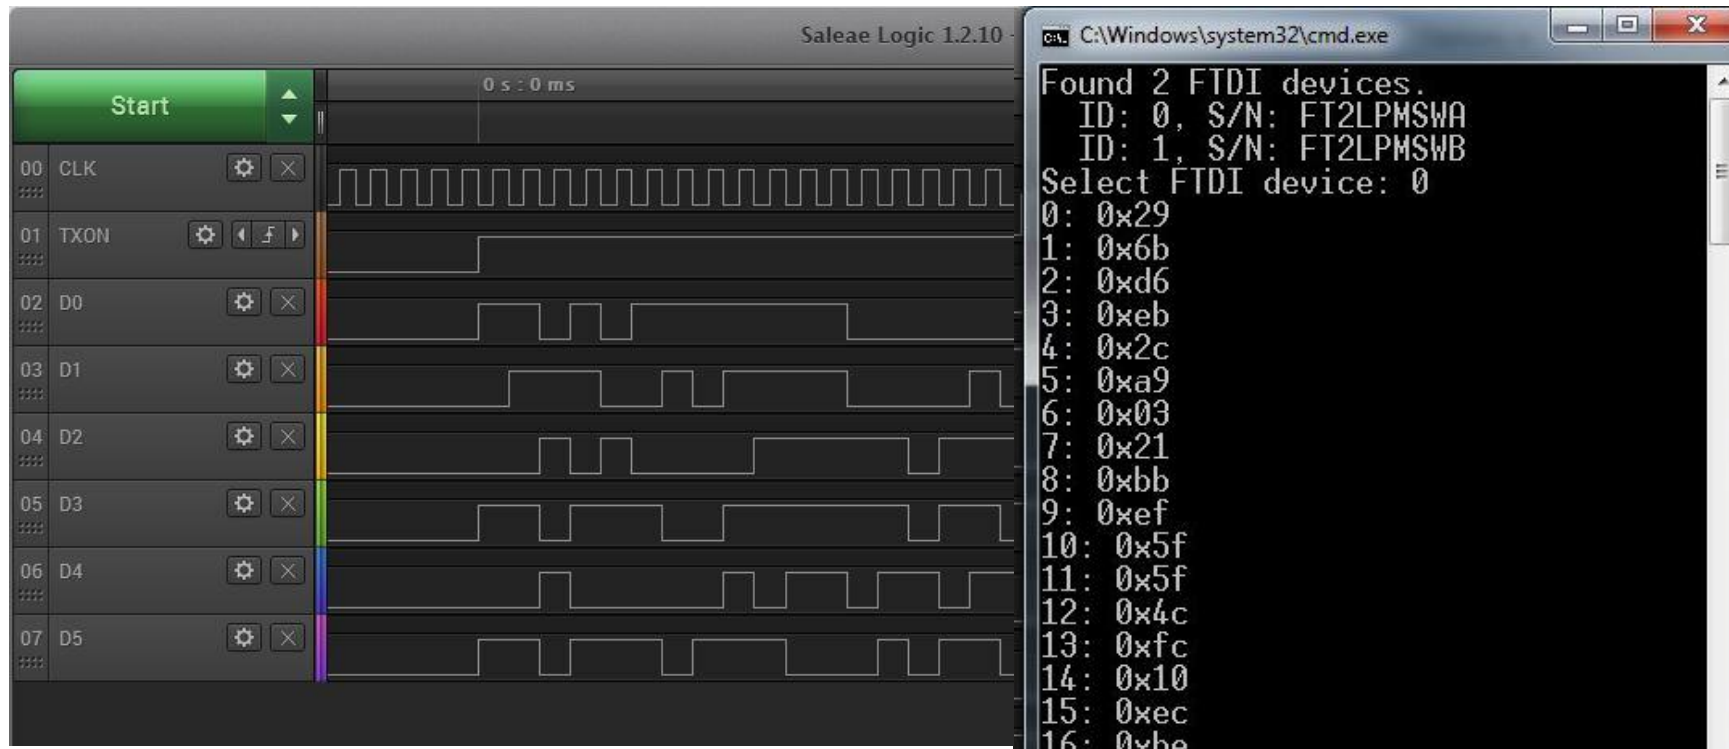 Saleae Logic 1.2.10 -
Start
0 s : 0 ms
00 CLK
01 TXON
02 D0
03 D1
04 D2
05 D3
06 D4
07 D5
C:\Windows\system32\cmd.exe
Found 2 FTDI devices.
ID: 0, S/N: FT2LPMSWA
ID: 1, S/N: FT2LPMSWB
Select FTDI device: 0
0: 0x29
1: 0x6b
2: 0xd6
3: 0xeb
4: 0x2c
5: 0xa9
6: 0x03
7: 0x21
8: 0xbb
9: 0xef
10: 0x5f
11: 0x5f
12: 0x4c
13: 0xfc
14: 0x10
15: 0xec
16: 0xbe